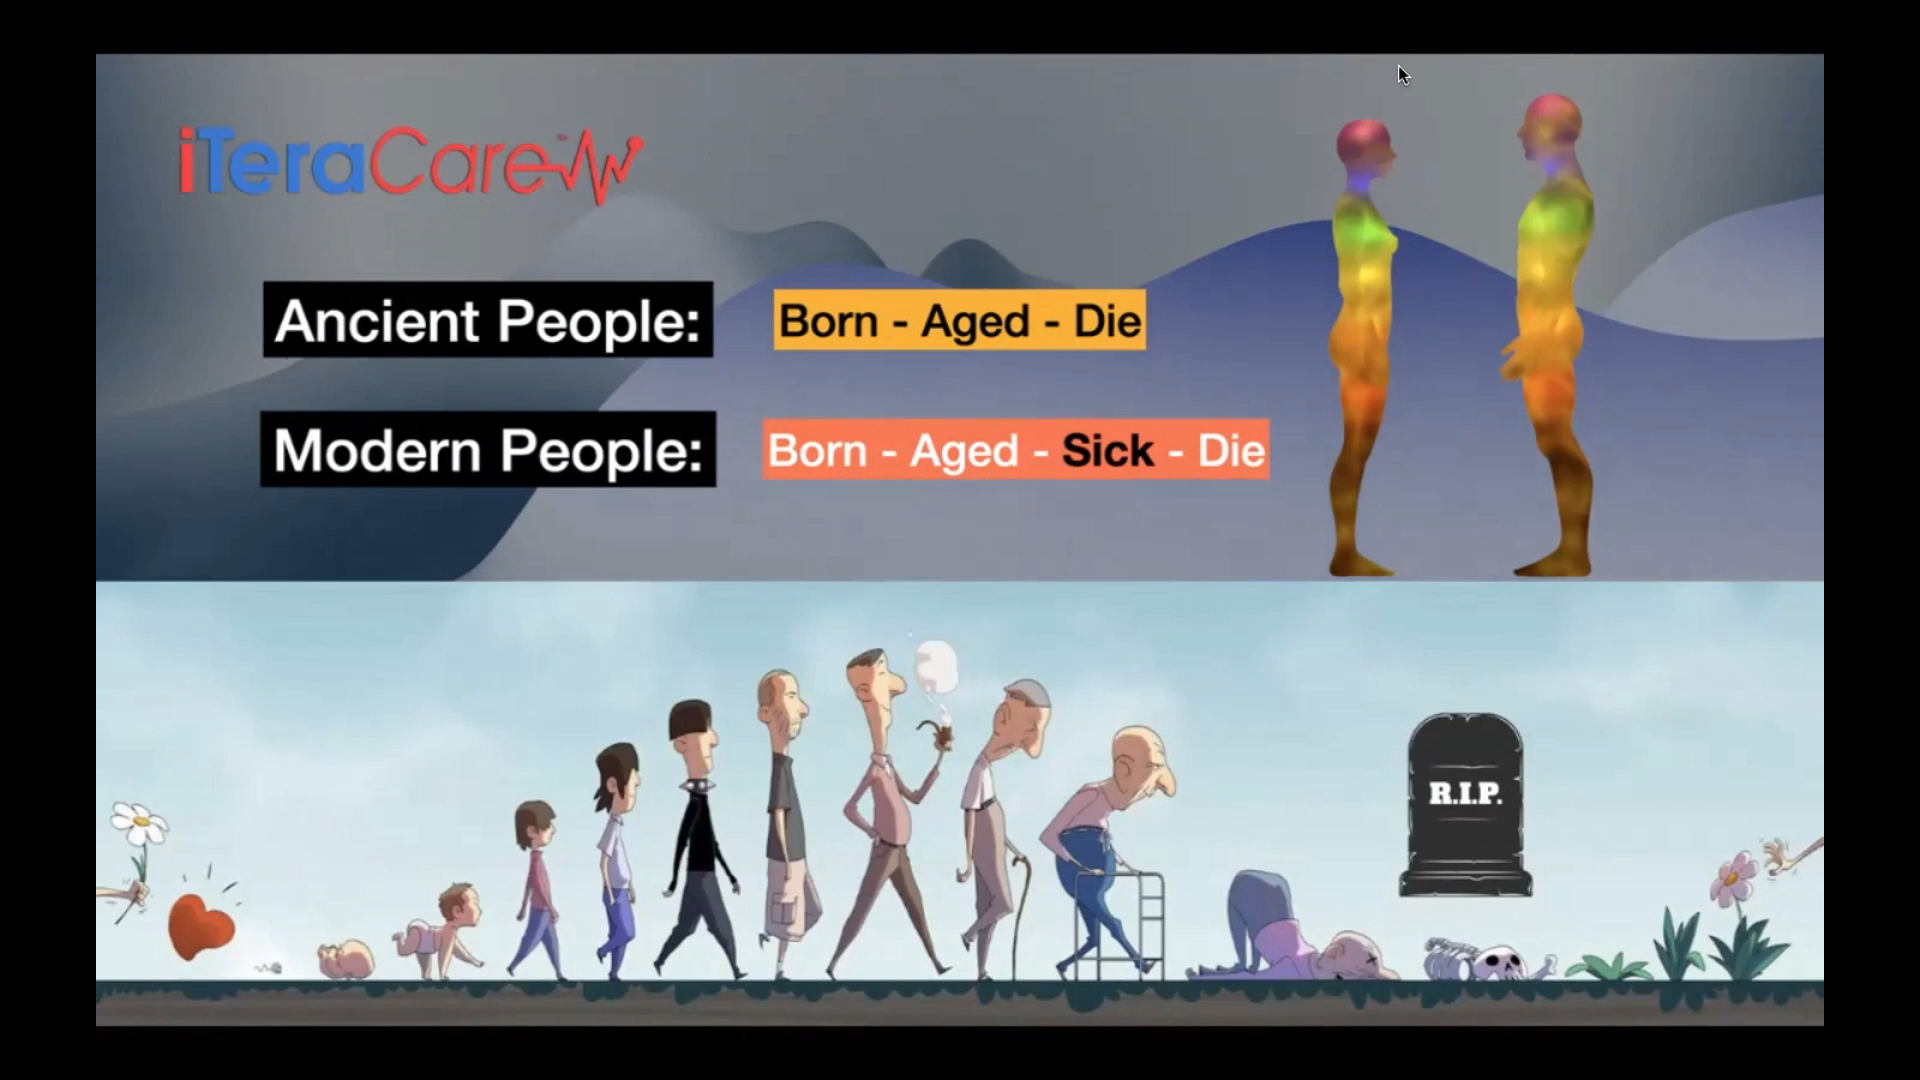 iTeraCare
Ancient People: Born - Aged - Die
Modern People: Born - Aged - Sick - Die
R.I.P.